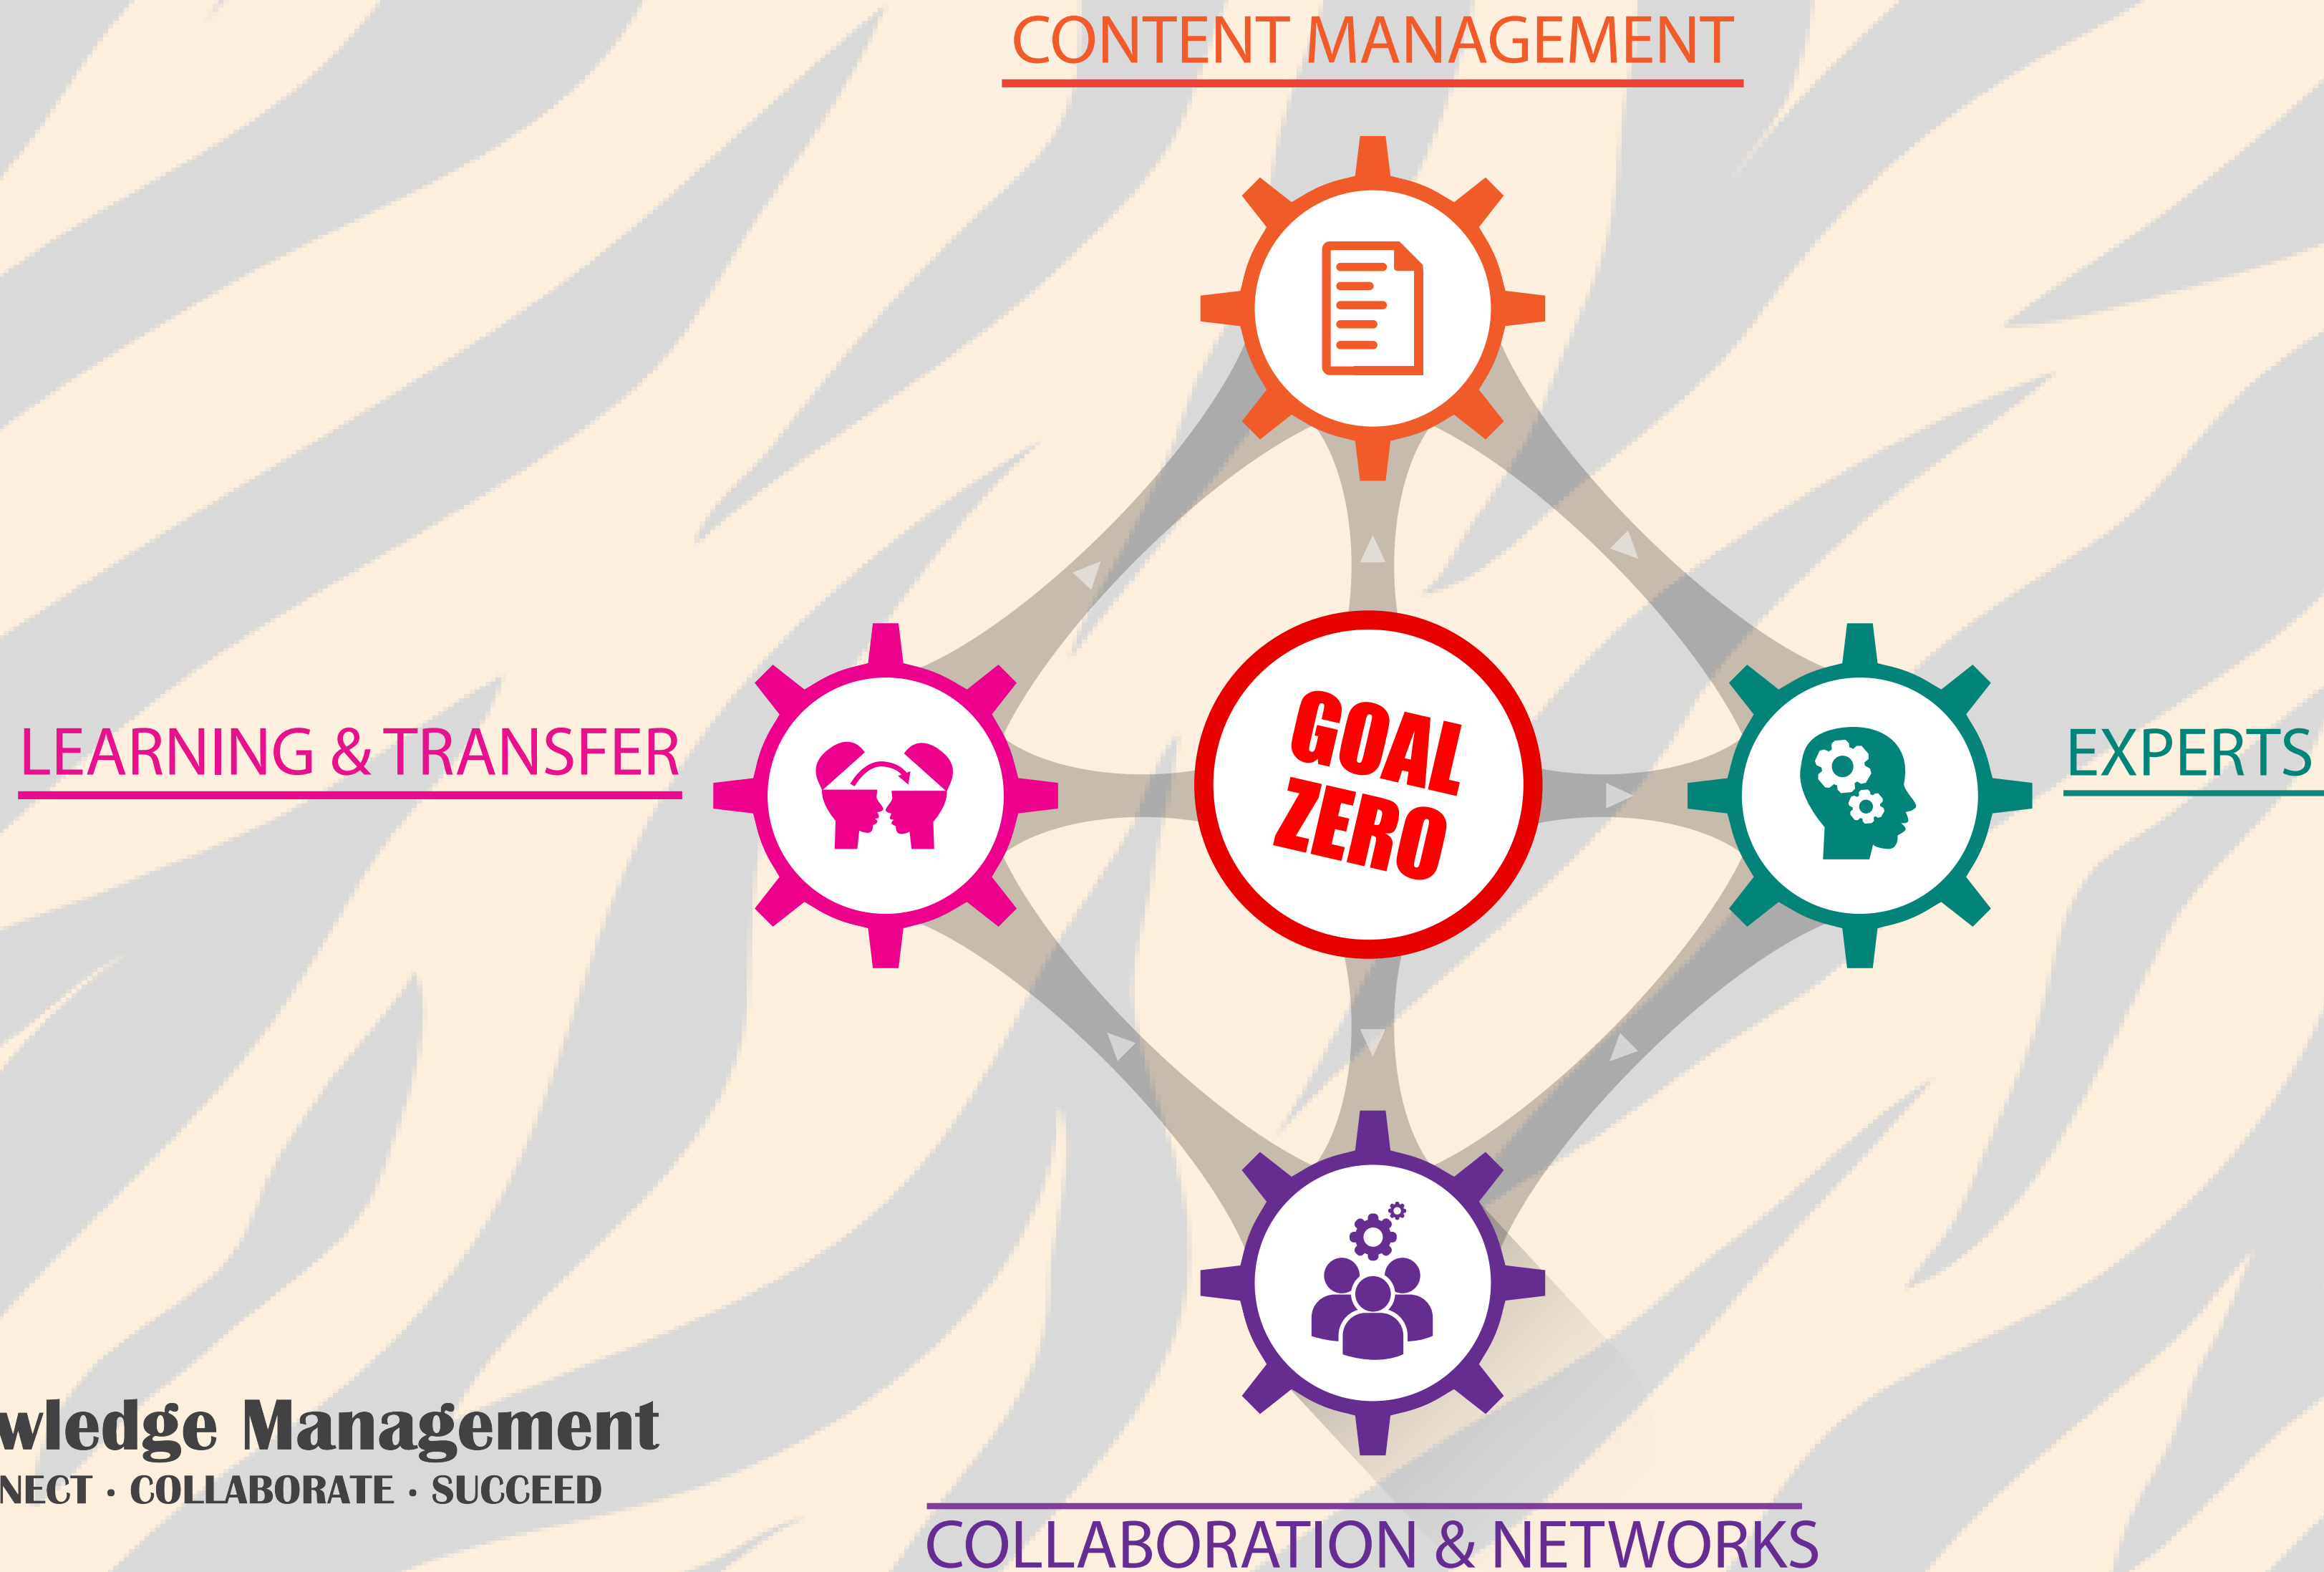 CONTENT MANAGEMENT
LEARNING & TRANSFER
GOAL
ZERO
EXPERTS
wledge Management
NECT · COLLABORATE · SUCCEED
COLLABORATION & NETWORKS